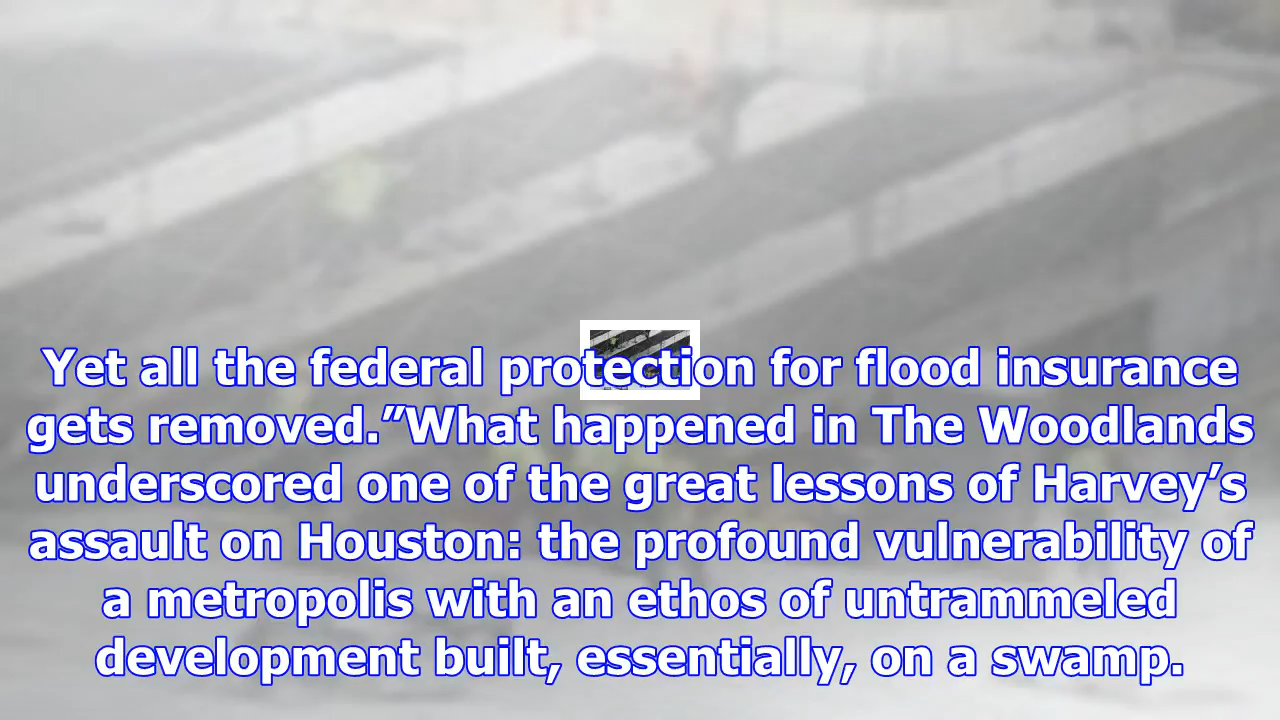 Yet all the federal protection for flood insurance
gets removed.”What happened in The Woodlands
underscored one of the great lessons of Harvey’s
assault on Houston: the profound vulnerability of
a metropolis with an ethos of untrammeled
development built, essentially, on a swamp.